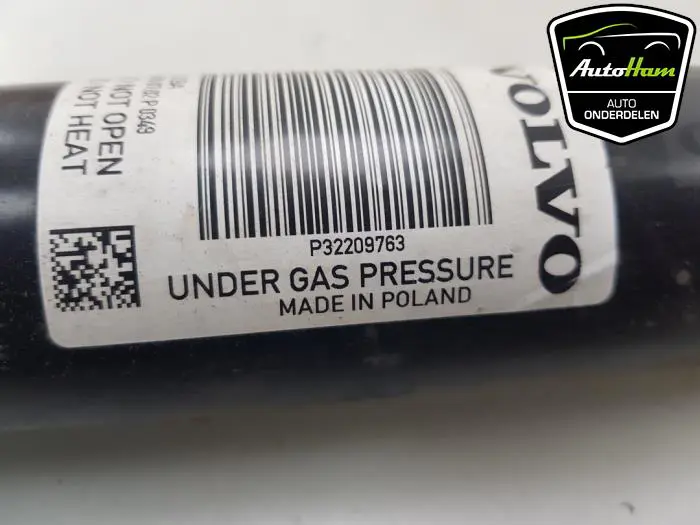 AutoHam
AUTO
ONDERDELEN
VOLVO
P32209763
UNDER GAS PRESSURE
MADE IN POLAND
NOT OPEN
NOT HEAT